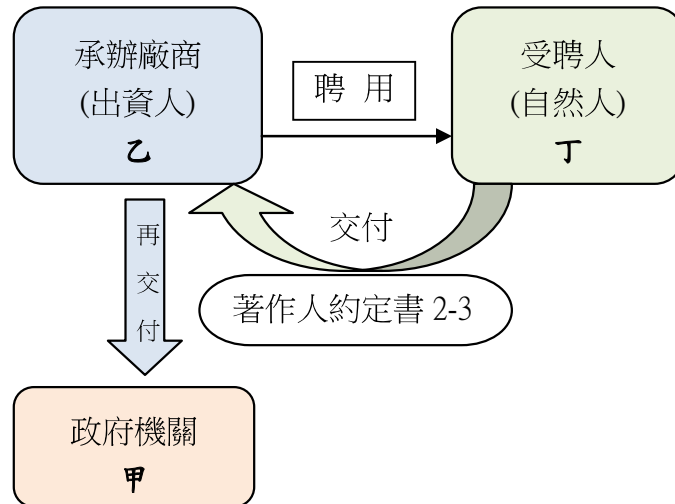 承辦廠商
(出資人)
乙
聘 用
受聘人
(自然人)
丁
交付
著作人約定書 2-3
再
交
付
政府機關
甲